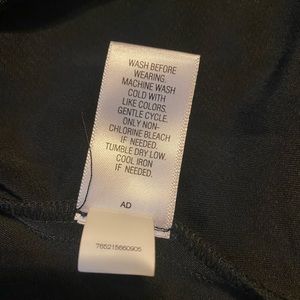 WASH BEFORE
WEARING.
MACHINE WASH
COLD WITH
LIKE COLORS,
GENTLE CYCLE.
ONLY NON-
CHLORINE BLEACH
IF NEEDED.
TUMBLE DRY LOW.
COOL IRON
IF NEEDED.
AD
765215660905